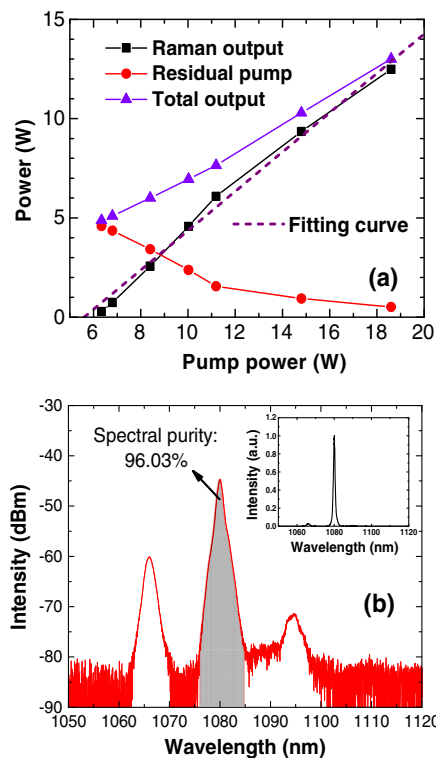 Raman output
Residual pump
Total output
Fitting curve
(a)
Power (W)
15
10
5
0
6 8 10 12 14 16 18 20
Pump power (W)
Spectral purity:
96.03%
(b)
Intensity (dBm)
-30
-40
-50
-60
-70
-80
-90
1050 1060 1070 1080 1090 1100 1110 1120
Wavelength (nm)
Intensity (a.u.)
1.2
1.0
0.8
0.6
0.4
0.2
0.0
1060 1080 1100 1120
Wavelength (nm)